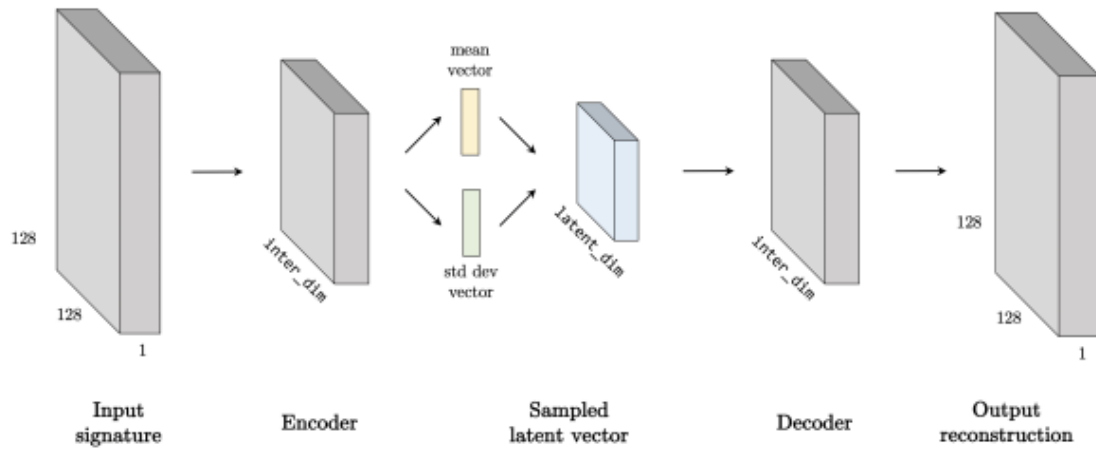 128
128
1
inter_dim
mean
vector
std dev
vector
latent_dim
inter_dim
128
128
1
Input
signature
Encoder
Sampled
latent vector
Decoder
Output
reconstruction